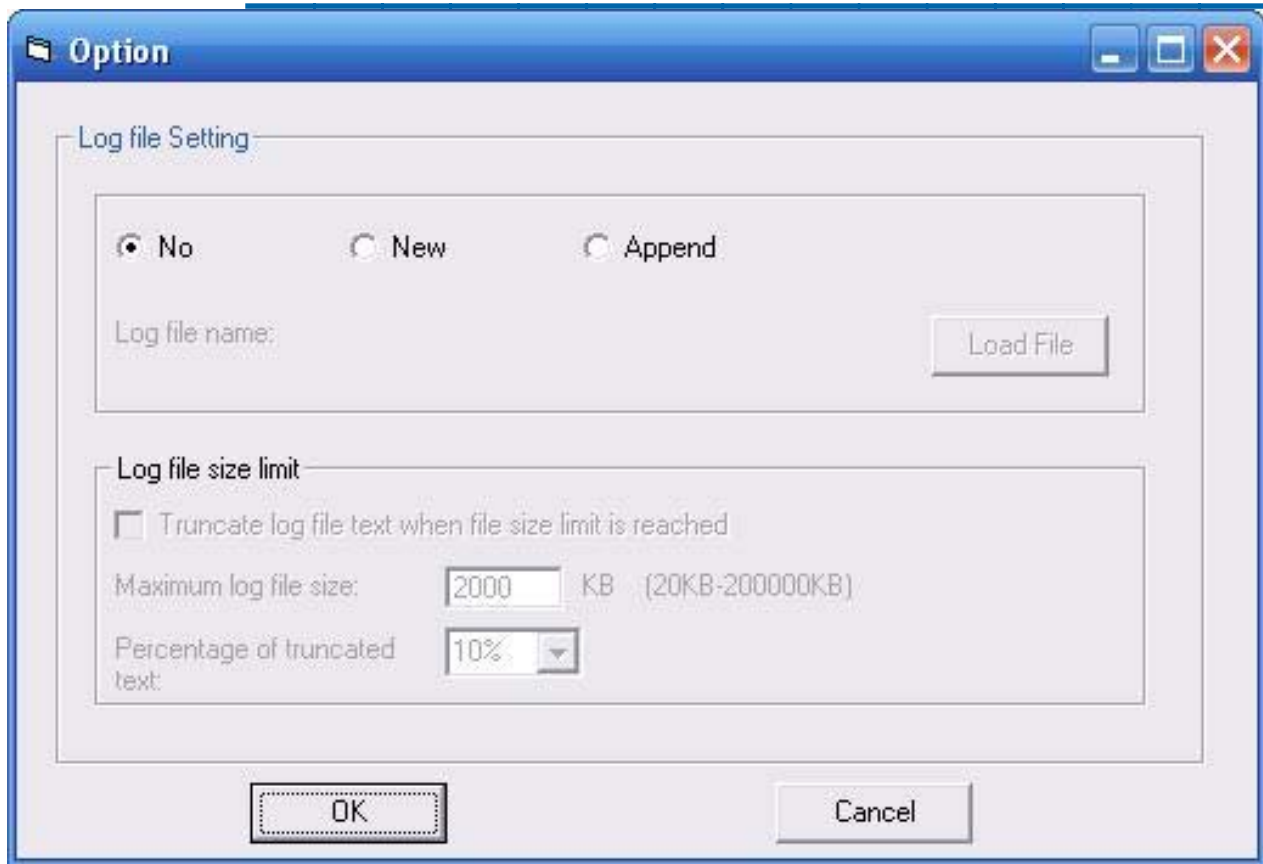 Option
Log file Setting
No New Append
Log file name: Load File
Log file size limit
Truncate log file text when file size limit is reached
Maximum log file size: 2000 KB (20KB-200000KB)
Percentage of truncated 10%
text:
OK Cancel